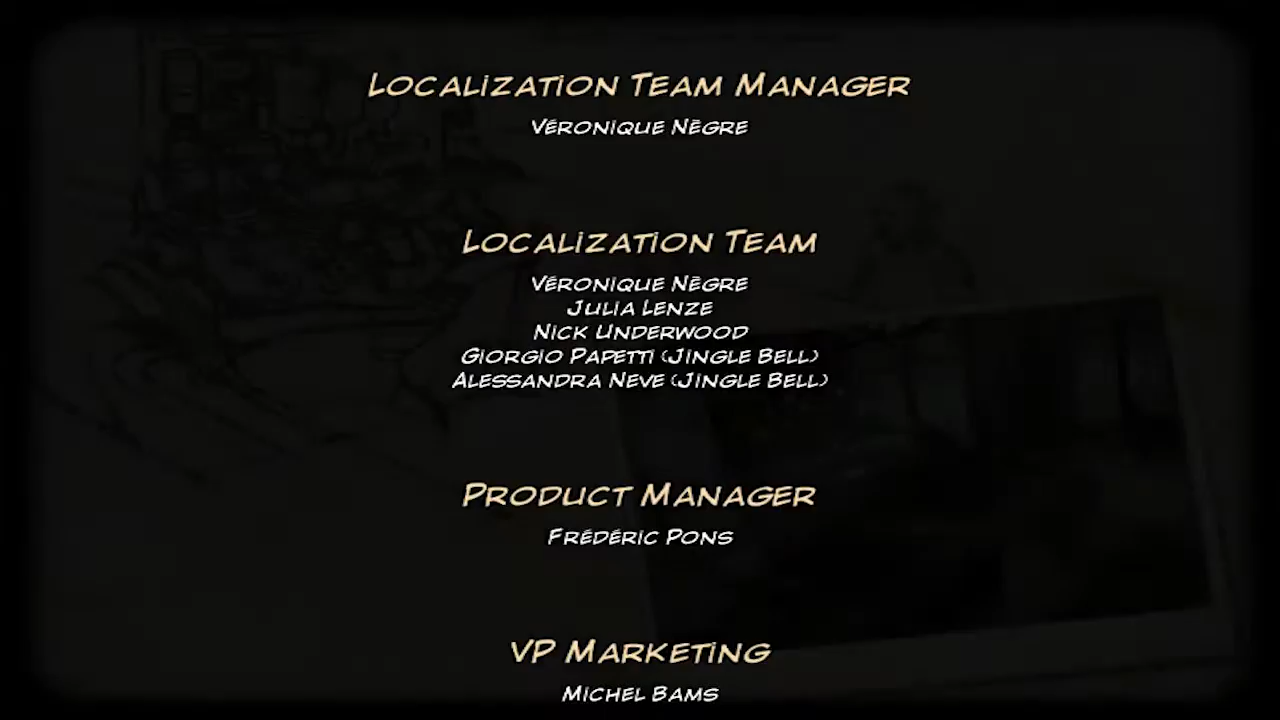 Localization Team Manager
Véronique Nègre
Localization Team
Véronique Nègre
Julia Lenze
Nick Underwood
Giorgio Papetti (Jingle Bell)
Alessandra Neve (Jingle Bell)
Product Manager
Frédéric Pons
VP Marketing
Michel Bams